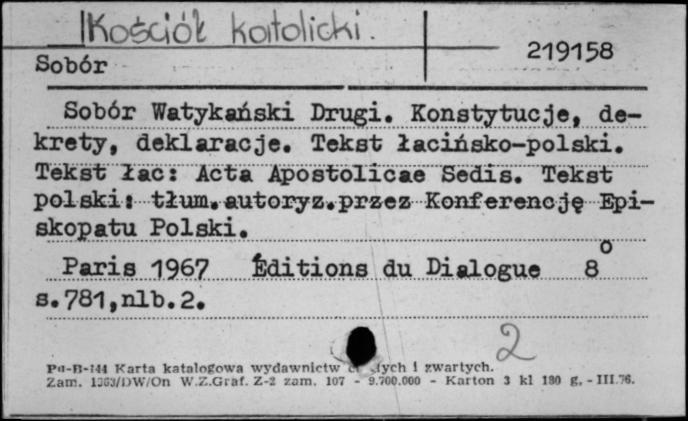 Kościół katolicki.
219158
Sobór
Sobór Watykański Drugi. Konstytucje, de-
krety, deklaracje. Tekst łacińsko-polski.
Tekst łac: Acta Apostolicae Sedis. Tekst
polski: tłum.autoryz.przez Konferencję Epi-
skopatu Polski.
Paris 1967 Éditions du Dialogue 8°
s.781,nlb.2.
2
Pu-B-144 Karta katalogowa wydawnictw i zwartych.
Zam. 1363/DW/On W.Z.Graf. Z-2 zam. 107 - 9.700.000 - Karton 3 kl 180 g. - III.76.